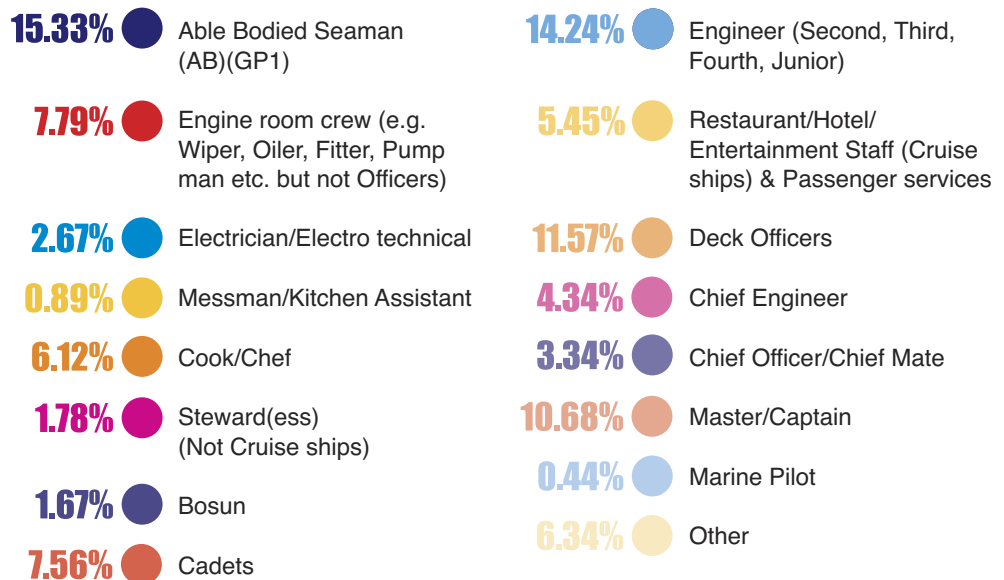 15.33% Able Bodied Seaman
(AB)(GP1)
7.79% Engine room crew (e.g.
Wiper, Oiler, Fitter, Pump
man etc. but not Officers)
2.67% Electrician/Electro technical
0.89% Messman/Kitchen Assistant
6.12% Cook/Chef
1.78% Steward(ess)
(Not Cruise ships)
1.67% Bosun
7.56% Cadets
14.24% Engineer (Second, Third,
Fourth, Junior)
5.45% Restaurant/Hotel/
Entertainment Staff (Cruise
ships) & Passenger services
11.57% Deck Officers
4.34% Chief Engineer
3.34% Chief Officer/Chief Mate
10.68% Master/Captain
0.44% Marine Pilot
6.34% Other